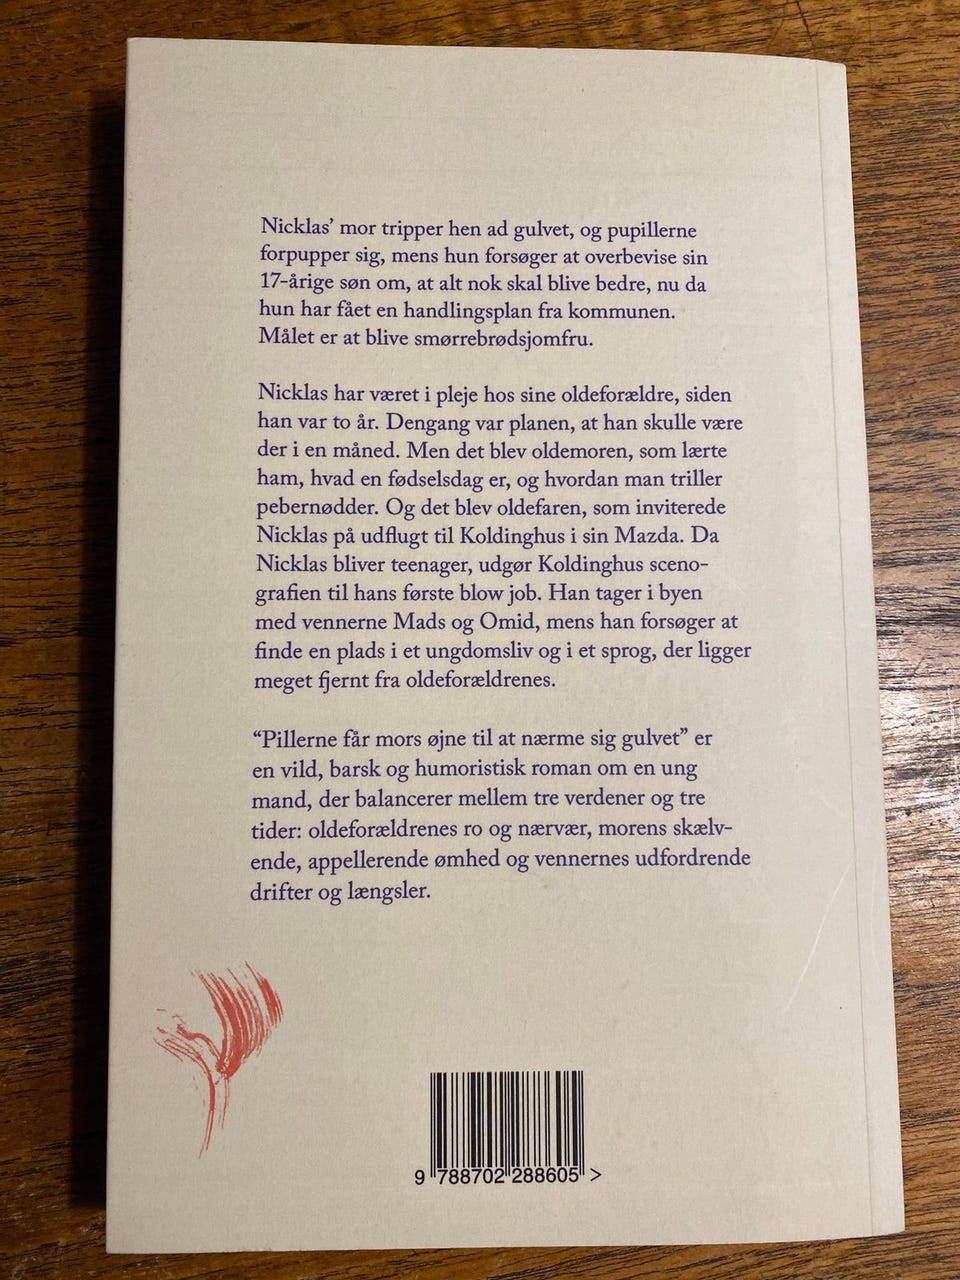 Nicklas’ mor tripper hen ad gulvet, og pupillerne
forpupper sig, mens hun forsøger at overbevise sin
17-årige søn om, at alt nok skal blive bedre, nu da
hun har fået en handlingsplan fra kommunen.
Målet er at blive smørrebrødsjomfru.
Nicklas har været i pleje hos sine oldeforældre, siden
han var to år. Dengang var planen, at han skulle være
der i en måned. Men det blev oldemoren, som lærte
ham, hvad en fødselsdag er, og hvordan man triller
pebernødder. Og det blev oldefaren, som inviterede
Nicklas på udflugt til Koldinghus i sin Mazda. Da
Nicklas bliver teenager, udgør Koldinghus sceno-
grafien til hans første blow job. Han tager i byen
med vennerne Mads og Omid, mens han forsøger at
finde en plads i et ungdomsliv og i et sprog, der ligger
meget fjernt fra oldeforældrenes.
“Pillerne får mors øjne til at nærme sig gulvet” er
en vild, barsk og humoristisk roman om en ung
mand, der balancerer mellem tre verdener og tre
tider: oldeforældrenes ro og nærvær, morens skælv-
ende, appellerende ømhed og vennernes udfordrende
drifter og længsler.
9 788702 288605 >